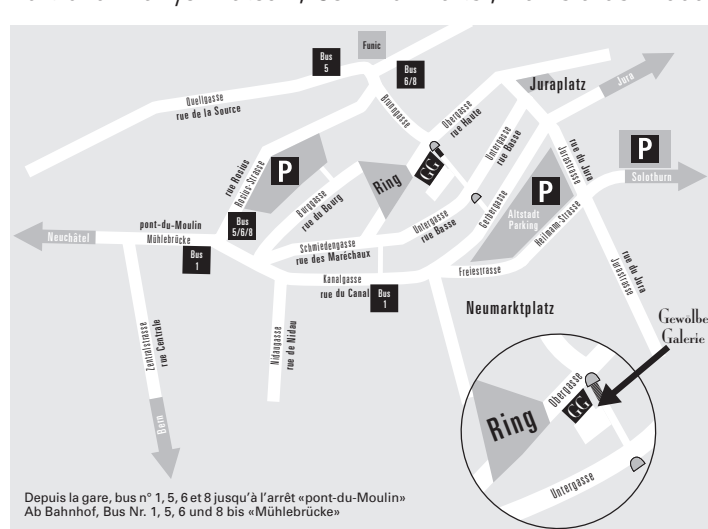 Funic
Bus
5
Bus
6/8
Quellgasse
rue de la Source
Brunngasse
Obergasse
rue Haute
Juraplatz
Jura
rue Rosius
Rosius-Strasse
P
Burggasse
rue du Bourg
Ring
GG
Untergasse
rue Basse
Gerbergasse
P
Altstadt
Parking
rue du Jura
Jurastrasse
P
Solothurn
Neuchâtel
pont-du-Moulin
Mühlebrücke
Bus
5/6/8
Bus
1
Schmiedengasse
rue des Maréchaux
Untergasse
rue Basse
Heilmann-Strasse
Freiestrasse
Kanalgasse
rue du Canal
Bus
1
Neumarktplatz
rue du Jura
Jurastrasse
Zentralstrasse
rue Centrale
Nidaugasse
rue de Nidau
Bern
Gewölbe
Galerie
Obergasse
GG
Ring
Untergasse
Depuis la gare, bus n° 1, 5, 6 et 8 jusqu'à l'arrêt «pont-du-Moulin»
Ab Bahnhof, Bus Nr. 1, 5, 6 und 8 bis «Mühlebrücke»